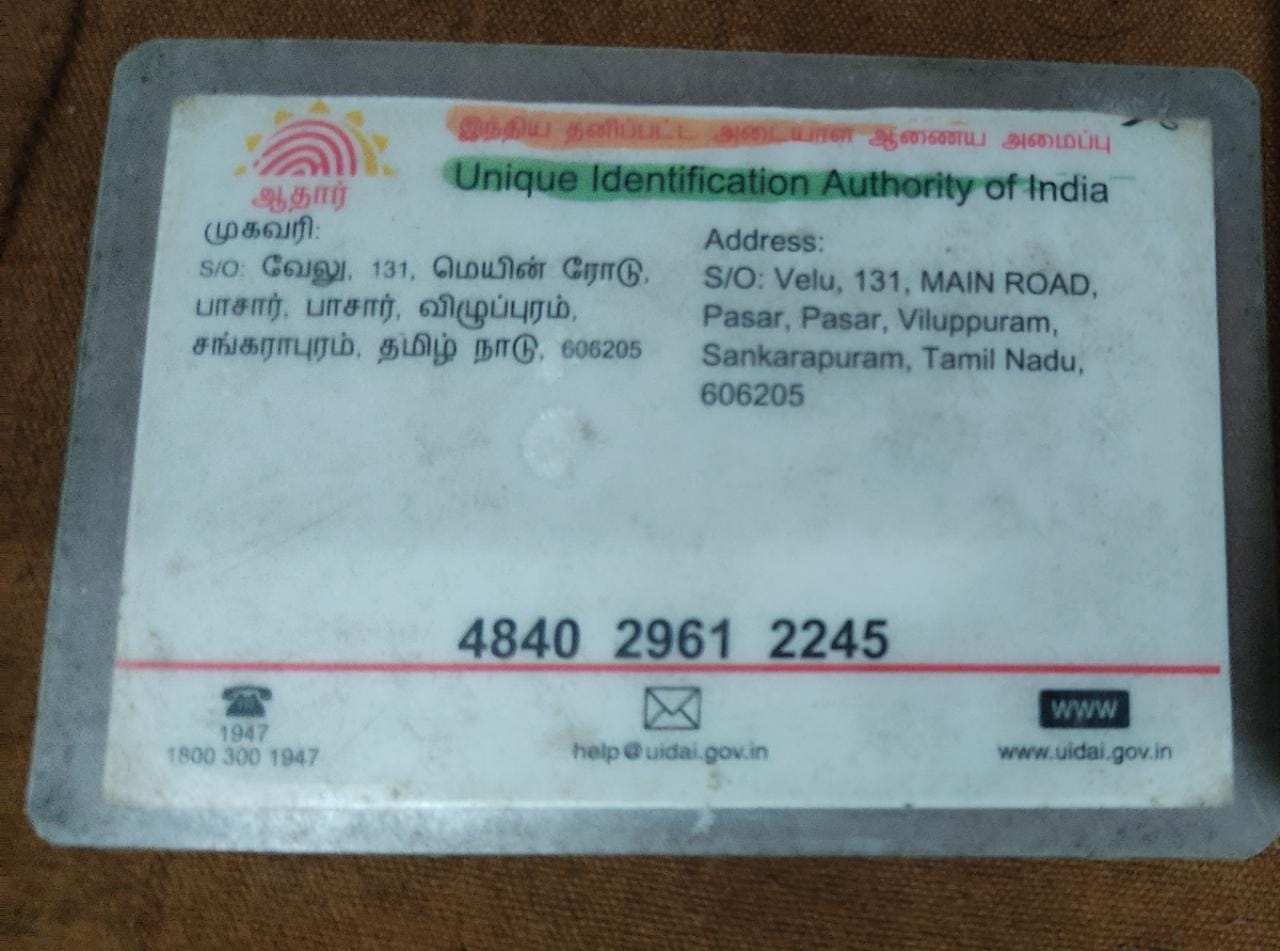 இந்திய தனிப்பட்ட அடையாள ஆணைய அமைப்பு
Unique Identification Authority of India
ஆதார்
முகவரி:
S/O: வேலு, 131, மெயின் ரோடு,
பாசார், பாசார், விழுப்புரம்,
சங்கராபுரம், தமிழ் நாடு, 606205
Address:
S/O: Velu, 131, MAIN ROAD,
Pasar, Pasar, Viluppuram,
Sankarapuram, Tamil Nadu,
606205
4840 2961 2245
1947
1800 300 1947
help@uidai.gov.in
www
www.uidai.gov.in